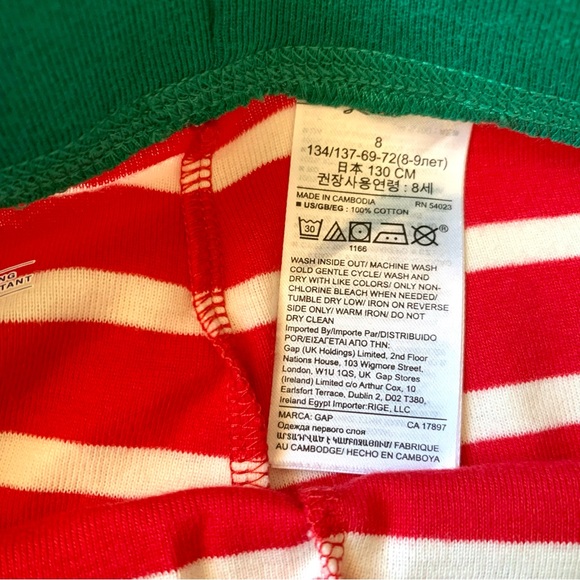 8
134/137-69-72(8-9лет)
日本 130 CM
권장사용연령 : 8세
MADE IN CAMBODIA RN 54023
■ US/GB/EG : 100% COTTON
30
1166
WASH INSIDE OUT/ MACHINE WASH
COLD GENTLE CYCLE/ WASH AND
DRY WITH LIKE COLORS/ ONLY NON-
CHLORINE BLEACH WHEN NEEDED/
TUMBLE DRY LOW/ IRON ON REVERSE
SIDE ONLY/ WARM IRON/ DO NOT
DRY CLEAN
Imported By/Importe Par/DISTRIBUIDO
POR/ΕΙΣΑΓΕΤΑΙ ΑΠΟ ΤΗΝ:
Gap (UK Holdings) Limited, 2nd Floor
Nations House, 103 Wigmore Street,
London, W1U 1QS, UK Gap Stores
(Ireland) Limited c/o Arthur Cox, 10
Earlsfort Terrace, Dublin 2, D02 T380,
Ireland Egypt Importer:RIGE, LLC
MARCA: GAP CA 17897
Одежда первого слоя
ԱՐՏԱԴՐՎԱԾ Է ԿԱՄԲՈՋԱՅՈՒՄ/ FABRIQUE
AU CAMBODGE/ HECHO EN CAMBOYA